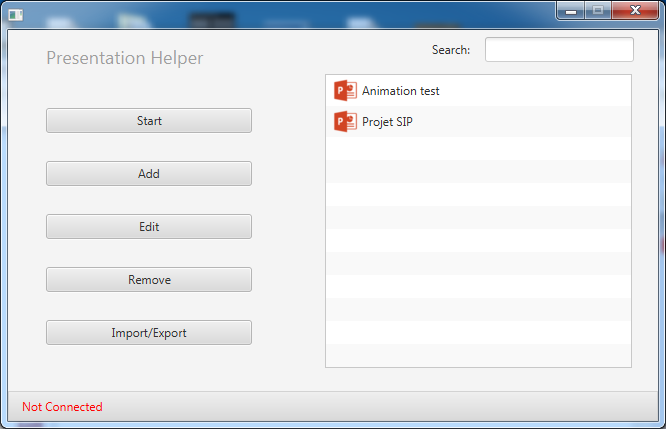 Presentation Helper
Search:
Start
Add
Edit
Remove
Import/Export
P Animation test
P Projet SIP
Not Connected